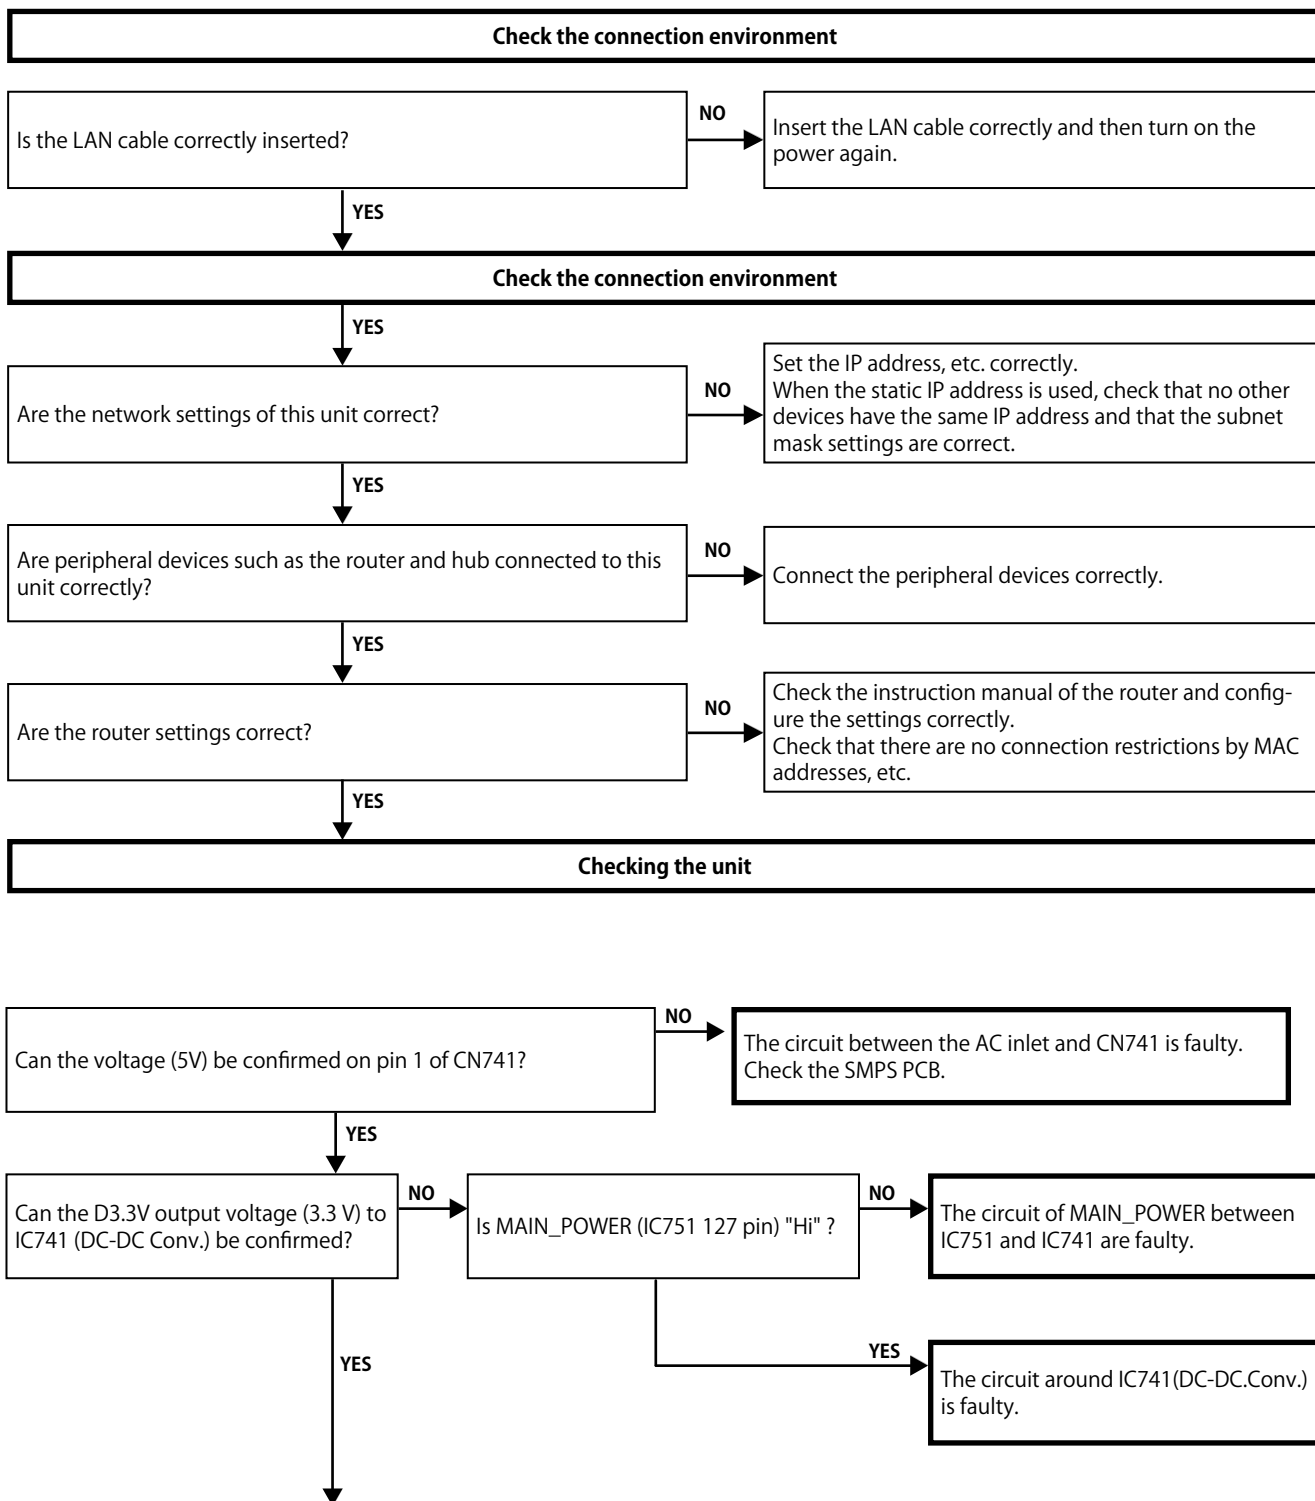 Check the connection environment
Is the LAN cable correctly inserted?
NO
Insert the LAN cable correctly and then turn on the
power again.
YES
Check the connection environment
YES
Are the network settings of this unit correct?
NO
Set the IP address, etc. correctly.
When the static IP address is used, check that no other
devices have the same IP address and that the subnet
mask settings are correct.
YES
Are peripheral devices such as the router and hub connected to this
unit correctly?
NO
Connect the peripheral devices correctly.
YES
Are the router settings correct?
NO
Check the instruction manual of the router and config-
ure the settings correctly.
Check that there are no connection restrictions by MAC
addresses, etc.
YES
Checking the unit
Can the voltage (5V) be confirmed on pin 1 of CN741?
NO
The circuit between the AC inlet and CN741 is faulty.
Check the SMPS PCB.
YES
Can the D3.3V output voltage (3.3 V) to
IC741 (DC-DC Conv.) be confirmed?
NO
Is MAIN_POWER (IC751 127 pin) "Hi" ?
NO
The circuit of MAIN_POWER between
IC751 and IC741 are faulty.
YES
YES
The circuit around IC741(DC-DC.Conv.)
is faulty.